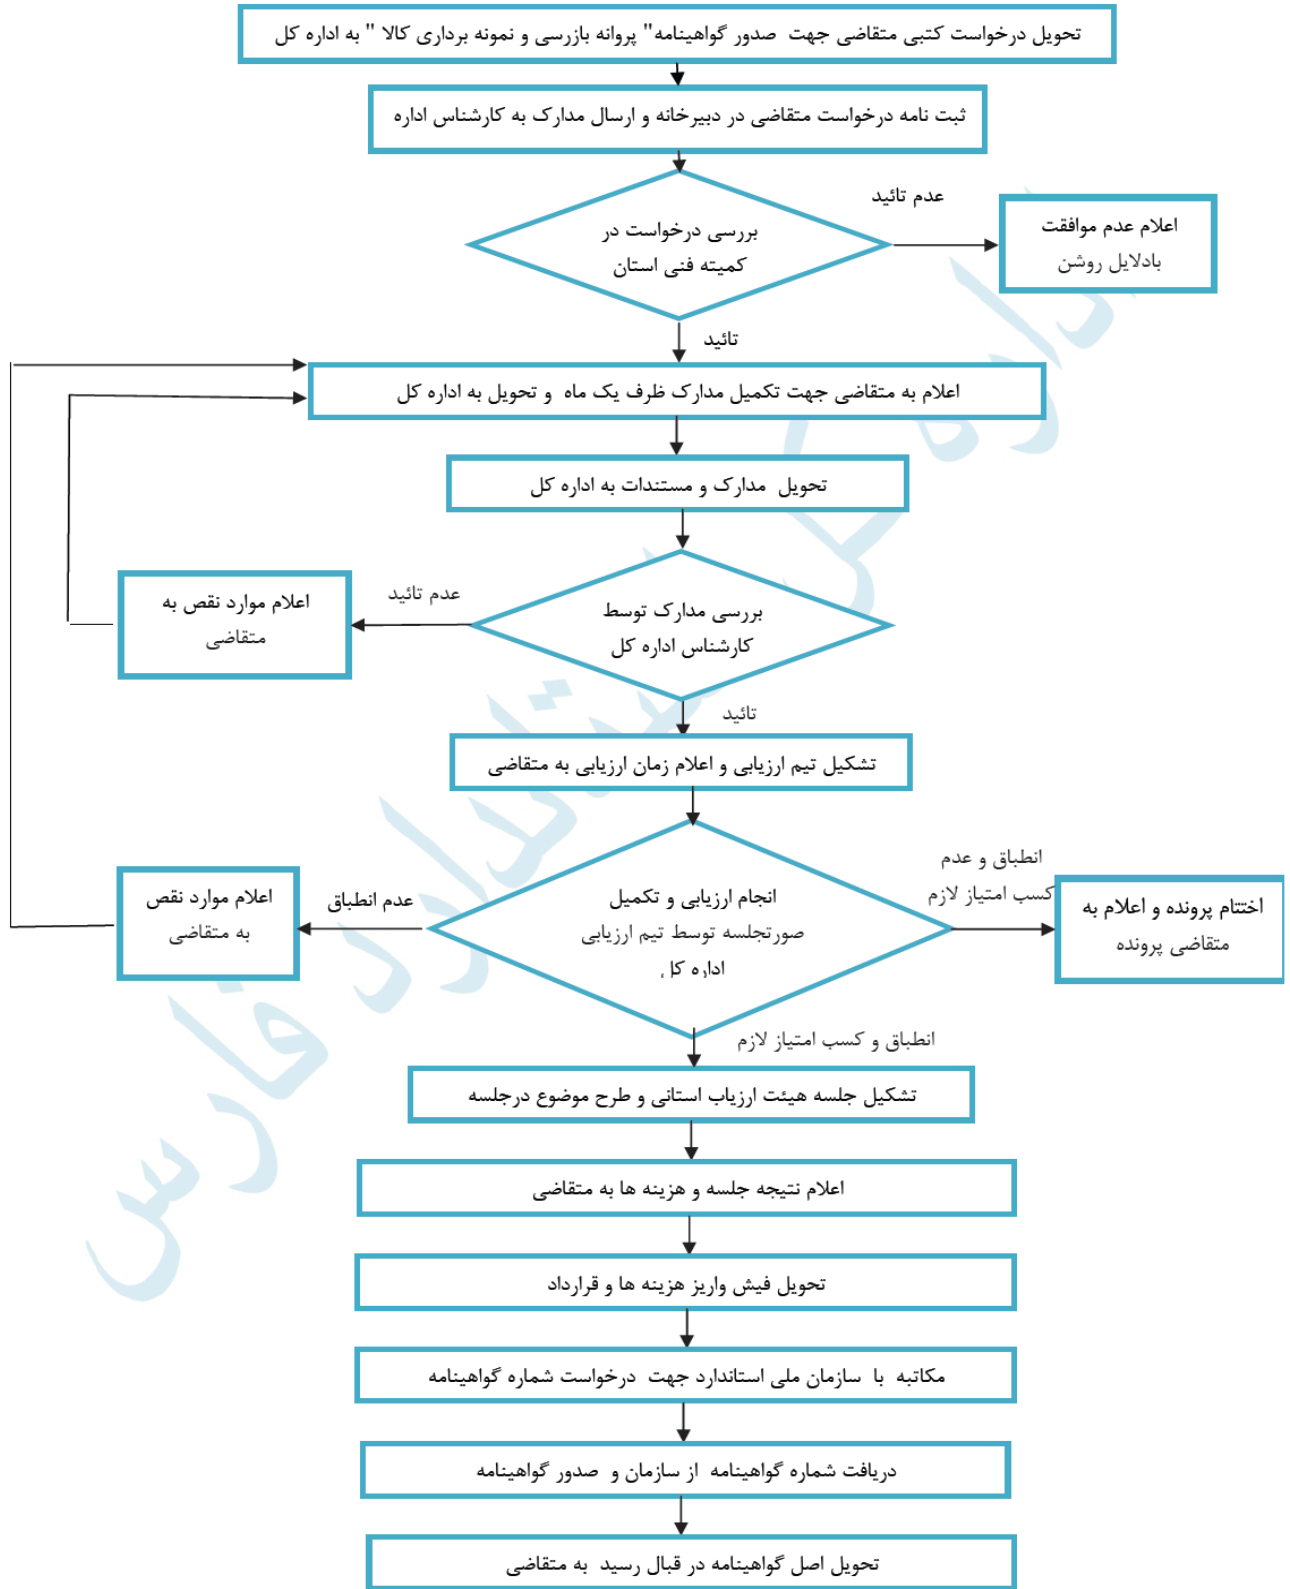 تحویل درخواست کتبی متقاضی جهت صدور گواهینامه" پروانه بازرسی و نمونه برداری کالا " به اداره کل
ثبت نامه درخواست متقاضی در دبیرخانه و ارسال مدارک به کارشناس اداره
عدم تائید
بررسی درخواست در
کمیته فنی استان
اعلام عدم موافقت
بادلایل روشن
تائید
اعلام به متقاضی جهت تکمیل مدارک ظرف یک ماه و تحویل به اداره کل
تحویل مدارک و مستندات به اداره کل
بررسی مدارک توسط
کارشناس اداره کل
عدم تائید
اعلام موارد نقص به
متقاضی
تائید
تشکیل تیم ارزیابی و اعلام زمان ارزیابی به متقاضی
انطباق و عدم
کسب امتیاز لازم
اختتام پرونده و اعلام به
متقاضی پرونده
انجام ارزیابی و تکمیل
صورتجلسه توسط تیم ارزیابی
اداره کل
عدم انطباق
اعلام موارد نقص
به متقاضی
انطباق و کسب امتیاز لازم
تشکیل جلسه هیئت ارزیاب استانی و طرح موضوع درجلسه
اعلام نتیجه جلسه و هزینه ها به متقاضی
تحویل فیش واریز هزینه ها و قرارداد
مکاتبه با سازمان ملی استاندارد جهت درخواست شماره گواهینامه
دریافت شماره گواهینامه از سازمان و صدور گواهینامه
تحویل اصل گواهینامه در قبال رسید به متقاضی
اداره کل استاندارد فارس